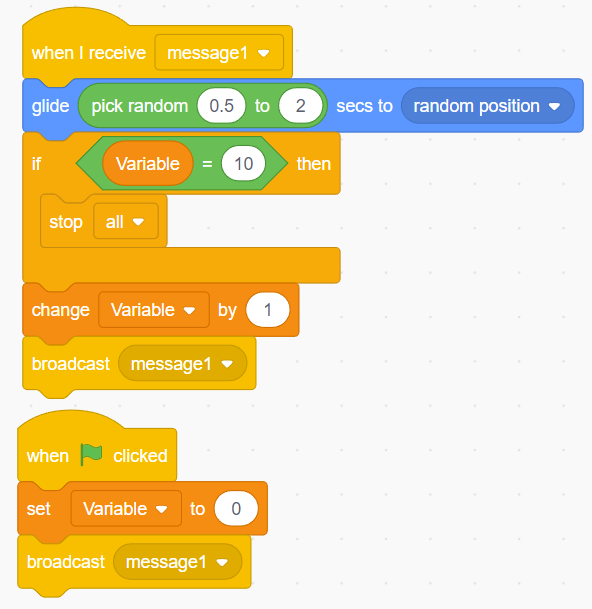 when I receive message1
glide pick random 0.5 to 2 secs to random position
if Variable = 10 then
stop all
change Variable by 1
broadcast message1
when clicked
set Variable to 0
broadcast message1